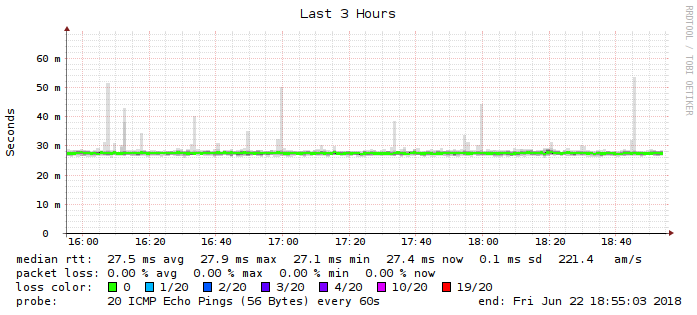 Last 3 Hours
RRDTOOL / TOBI OETIKER
Seconds
60 m
50 m
40 m
30 m
20 m
10 m
0
16:00 16:20 16:40 17:00 17:20 17:40 18:00 18:20 18:40
median rtt: 27.5 ms avg 27.9 ms max 27.1 ms min 27.4 ms now 0.1 ms sd 221.4 am/s
packet loss: 0.00 % avg 0.00 % max 0.00 % min 0.00 % now
loss color: 0 1/20 2/20 3/20 4/20 10/20 19/20
probe: 20 ICMP Echo Pings (56 Bytes) every 60s end: Fri Jun 22 18:55:03 2018